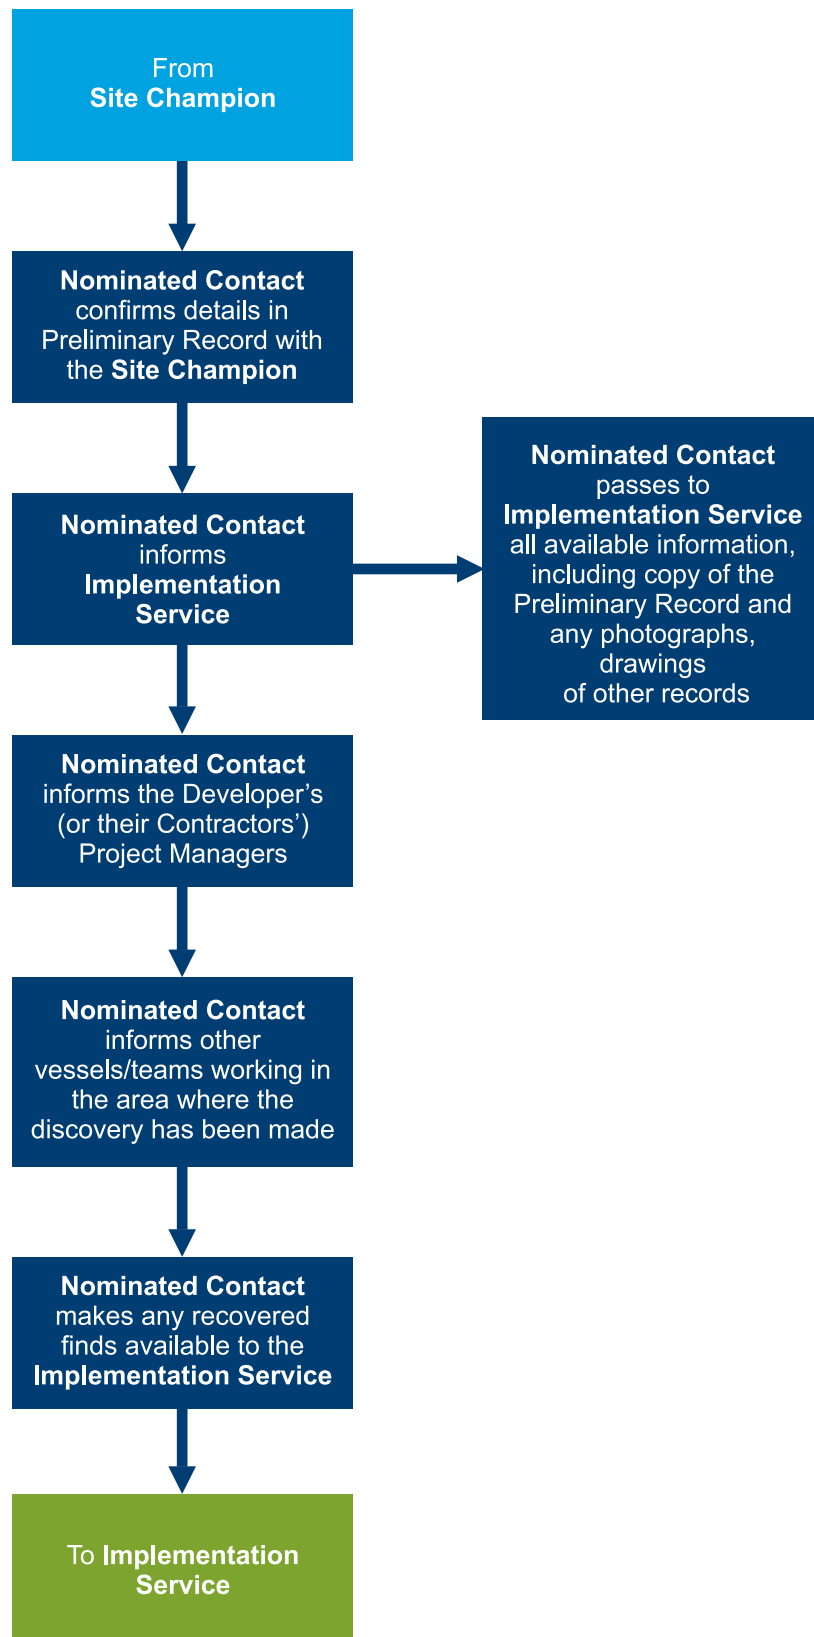 From
Site Champion
Nominated Contact
confirms details in
Preliminary Record with
the Site Champion
Nominated Contact
informs
Implementation
Service
Nominated Contact
passes to
Implementation Service
all available information,
including copy of the
Preliminary Record and
any photographs,
drawings
of other records
Nominated Contact
informs the Developer’s
(or their Contractors’)
Project Managers
Nominated Contact
informs other
vessels/teams working in
the area where the
discovery has been made
Nominated Contact
makes any recovered
finds available to the
Implementation Service
To Implementation
Service